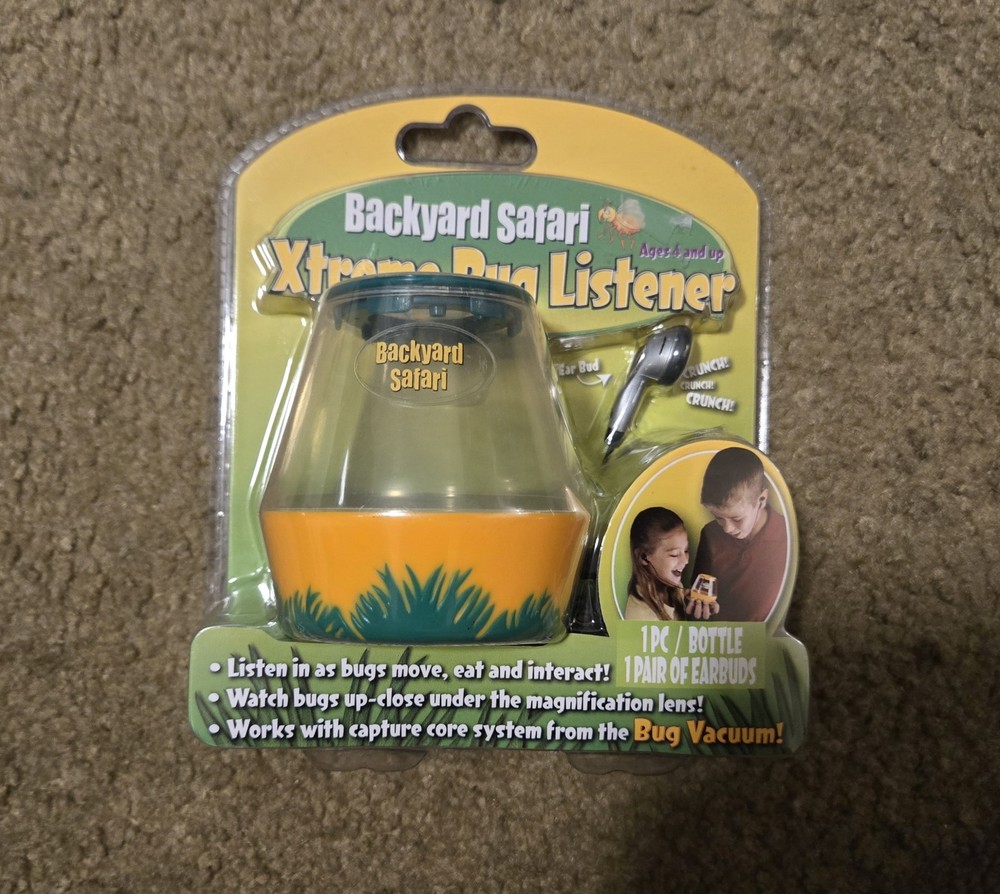 Backyard Safari
Ages 4 and up
Xtreme Bug Listener
Backyard
Safari
Ear Bud
CRUNCH!
CRUNCH!
CRUNCH!
1 PC / BOTTLE
1 PAIR OF EARBUDS
• Listen in as bugs move, eat and interact!
• Watch bugs up-close under the magnification lens!
• Works with capture core system from the Bug Vacuum!